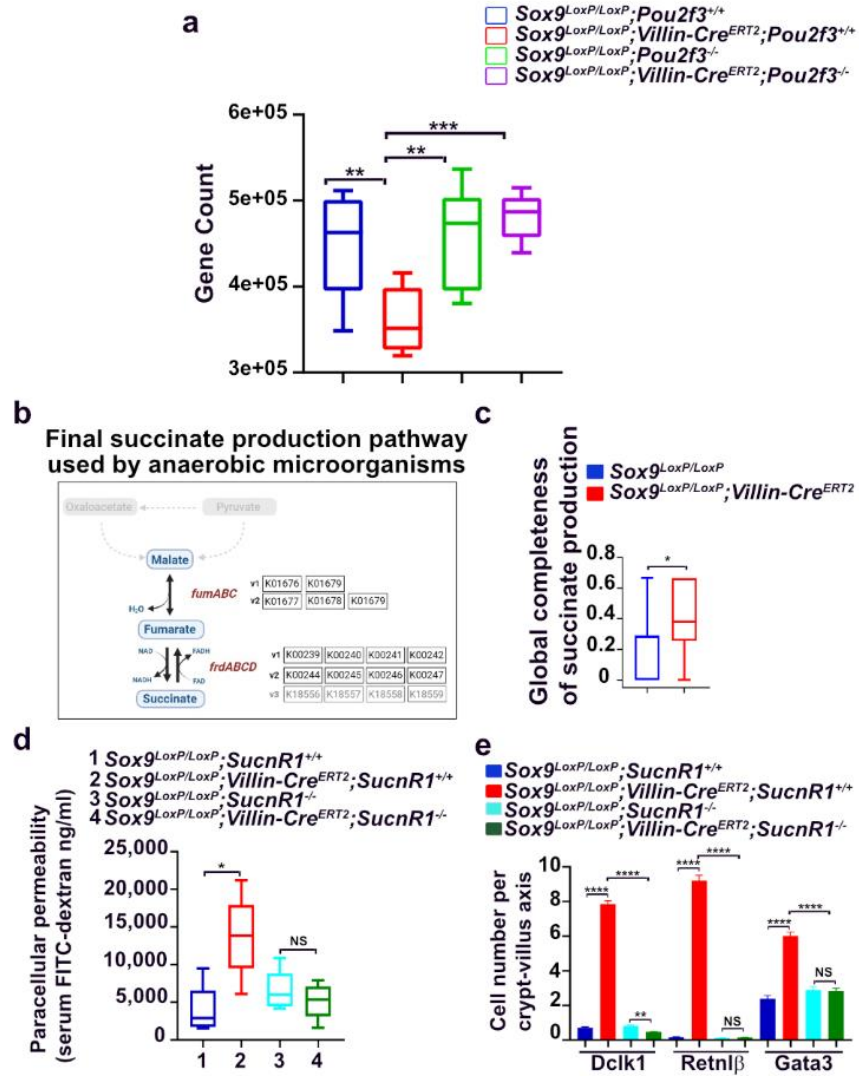 a
Sox9LoxP/LoxP;Pou2f3+/+
Sox9LoxP/LoxP;Villin-CreERT2;Pou2f3+/+
Sox9LoxP/LoxP;Pou2f3-/-
Sox9LoxP/LoxP;Villin-CreERT2;Pou2f3-/-
Gene Count
6e+05
5e+05
4e+05
3e+05
**
**
***
b
Final succinate production pathway
used by anaerobic microorganisms
Oxaloacetate
Pyruvate
Malate
H₂O
fumABC
v1 K01676 K01679
v2 K01677 K01678 K01679
Fumarate
NAD
FADH
NADH
FAD
frdABCD
v1 K00239 K00240 K00241 K00242
v2 K00244 K00245 K00246 K00247
v3 K18556 K18557 K18558 K18559
Succinate
c
Sox9LoxP/LoxP
Sox9LoxP/LoxP;Villin-CreERT2
Global completeness
of succinate production
0.8
0.6
0.4
0.2
0
*
d
1 Sox9LoxP/LoxP;SucnR1+/+
2 Sox9LoxP/LoxP;Villin-CreERT2;SucnR1+/+
3 Sox9LoxP/LoxP;SucnR1-/-
4 Sox9LoxP/LoxP;Villin-CreERT2;SucnR1-/-
Paracellular permeability
(serum FITC-dextran ng/ml)
25,000
20,000
15,000
10,000
5,000
0
*
NS
1 2 3 4
e
Sox9LoxP/LoxP;SucnR1+/+
Sox9LoxP/LoxP;Villin-CreERT2;SucnR1+/+
Sox9LoxP/LoxP;SucnR1-/-
Sox9LoxP/LoxP;Villin-CreERT2;SucnR1-/-
Cell number per
crypt-villus axis
10
8
6
4
2
0
****
****
**
****
****
NS
****
****
NS
Dclk1 Retnlβ Gata3